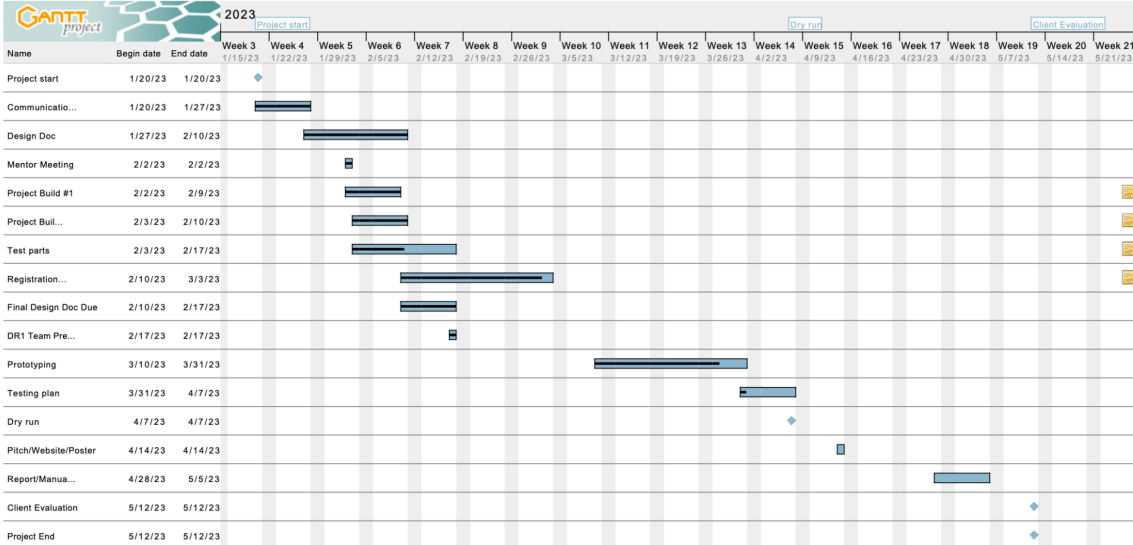 GANTT
project
2023
Project start
Dry run
Client Evaluation
Name Begin date End date
Week 3 Week 4 Week 5 Week 6 Week 7 Week 8 Week 9 Week 10 Week 11 Week 12 Week 13 Week 14 Week 15 Week 16 Week 17 Week 18 Week 19 Week 20 Week 21
1/15/23 1/22/23 1/29/23 2/5/23 2/12/23 2/19/23 2/26/23 3/5/23 3/12/23 3/19/23 3/26/23 4/2/23 4/9/23 4/16/23 4/23/23 4/30/23 5/7/23 5/14/23 5/21/23
Project start 1/20/23 1/20/23
Communicatio... 1/20/23 1/27/23
Design Doc 1/27/23 2/10/23
Mentor Meeting 2/2/23 2/2/23
Project Build #1 2/2/23 2/9/23
Project Buil... 2/3/23 2/10/23
Test parts 2/3/23 2/17/23
Registration... 2/10/23 3/3/23
Final Design Doc Due 2/10/23 2/17/23
DR1 Team Pre... 2/17/23 2/17/23
Prototyping 3/10/23 3/31/23
Testing plan 3/31/23 4/7/23
Dry run 4/7/23 4/7/23
Pitch/Website/Poster 4/14/23 4/14/23
Report/Manua... 4/28/23 5/5/23
Client Evaluation 5/12/23 5/12/23
Project End 5/12/23 5/12/23